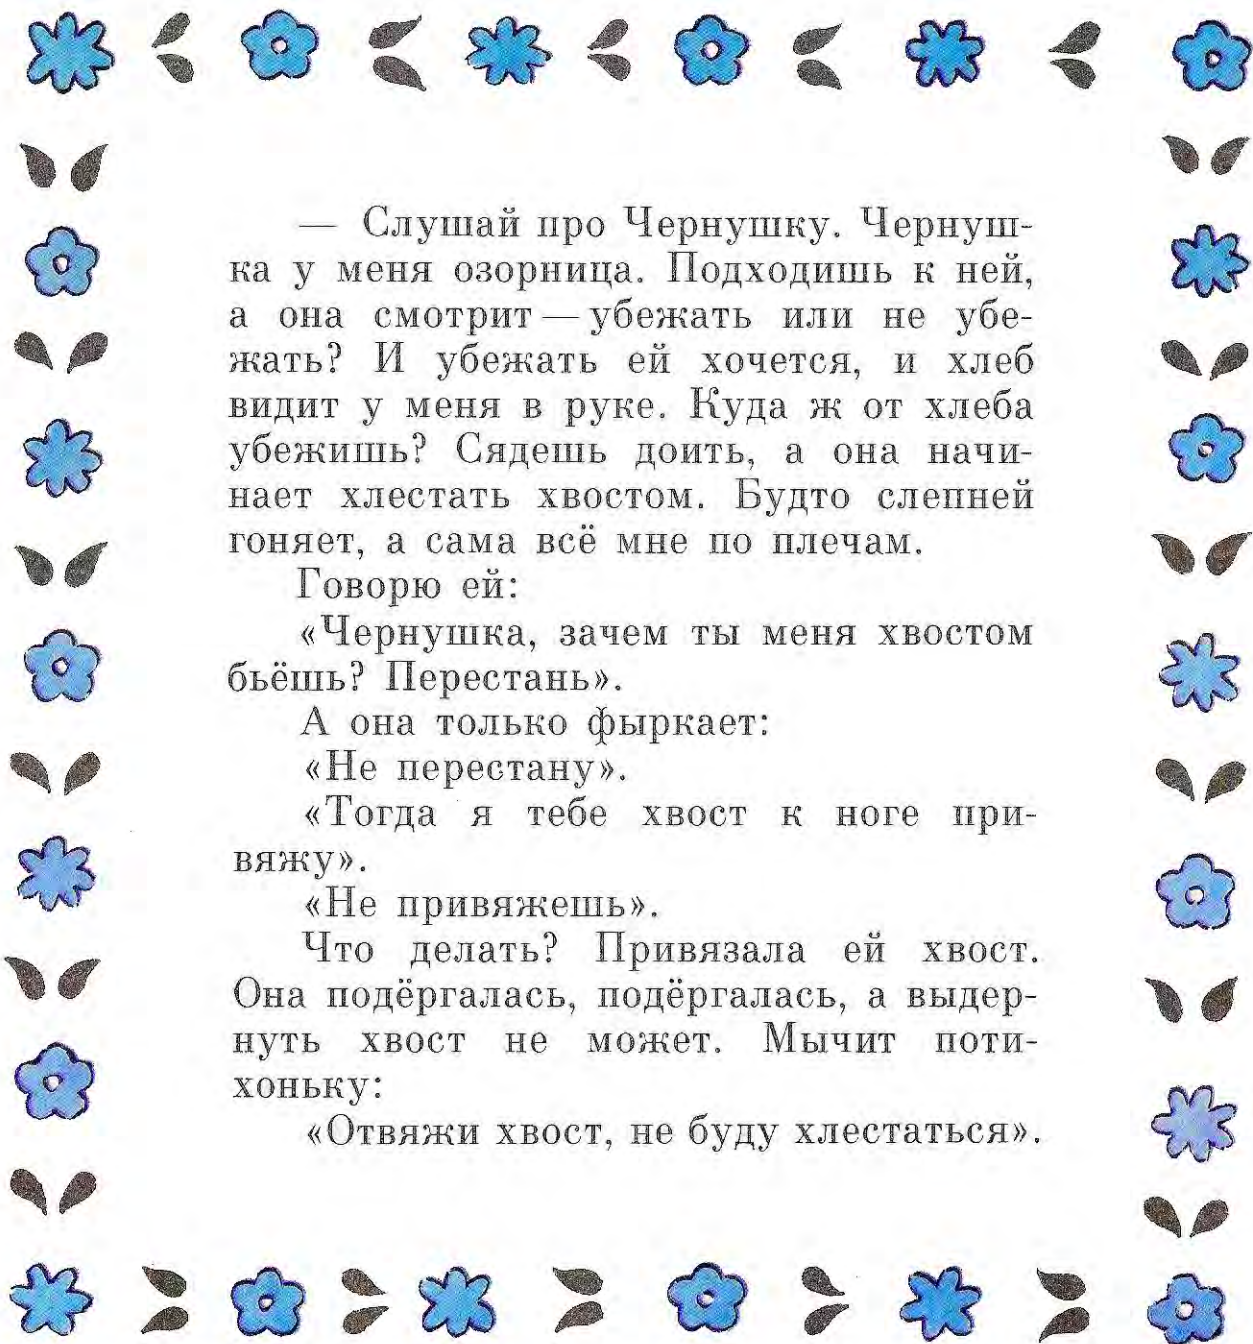 — Слушай про Чернушку. Чернуш-
ка у меня озорница. Подходишь к ней,
а она смотрит — убежать или не убе-
жать? И убежать ей хочется, и хлеб
видит у меня в руке. Куда ж от хлеба
убежишь? Сядешь доить, а она начи-
нает хлестать хвостом. Будто слепней
гоняет, а сама всё мне по плечам.
Говорю ей:
«Чернушка, зачем ты меня хвостом
бьёшь? Перестань».
А она только фыркает:
«Не перестану».
«Тогда я тебе хвост к ноге при-
вяжу».
«Не привяжешь».
Что делать? Привязала ей хвост.
Она подёргалась, подёргалась, а выдер-
нуть хвост не может. Мычит поти-
хоньку:
«Отвяжи хвост, не буду хлестаться».